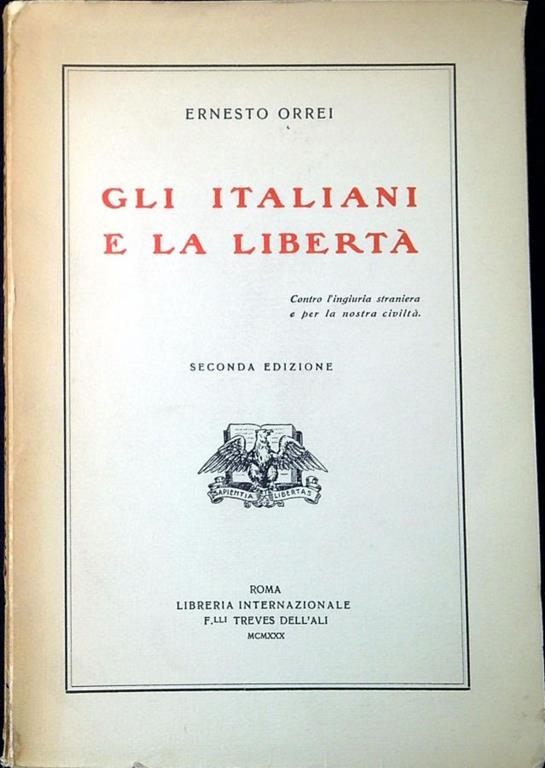 ERNESTO ORREI
GLI ITALIANI
E LA LIBERTÀ
Contro l'ingiuria straniera
e per la nostra civiltà.
SECONDA EDIZIONE
SAPIENTIA ET LIBERTAS
ROMA
LIBRERIA INTERNAZIONALE
F.LLI TREVES DELL'ALI
MCMXXX